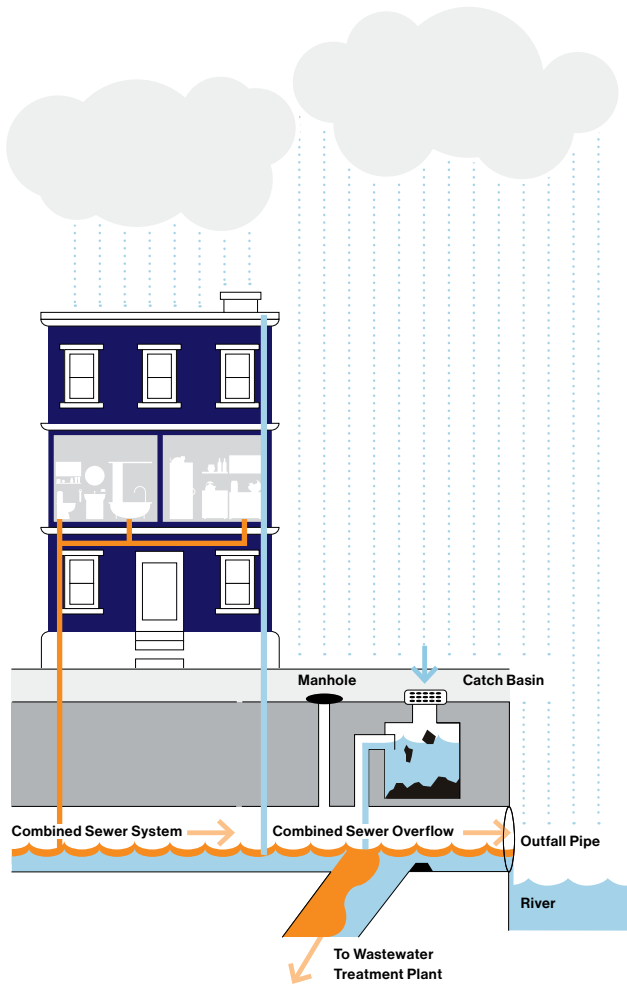 Manhole
Catch Basin
Combined Sewer System
Combined Sewer Overflow
Outfall Pipe
River
To Wastewater
Treatment Plant